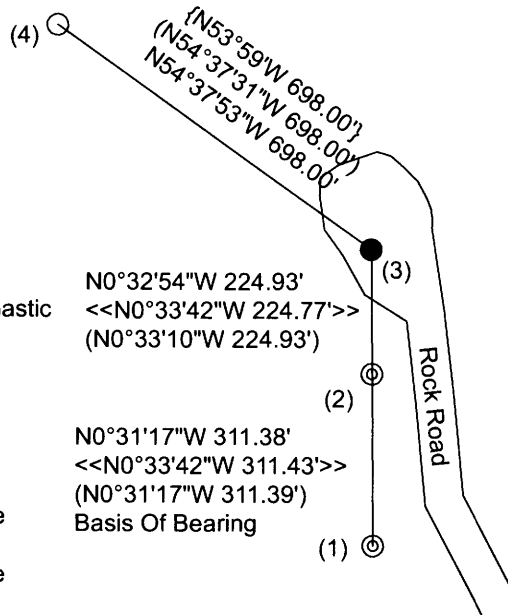 (4)
{N53°59'W 698.00'}
(N54°37'31"W 698.00')
N54°37'53"W 698.00'
(3)
N0°32'54"W 224.93'
<<N0°33'42"W 224.77'>>
(N0°33'10"W 224.93')
Rock Road
(2)
N0°31'17"W 311.38'
<<N0°33'42"W 311.43'>>
(N0°31'17"W 311.39')
Basis Of Bearing
(1)